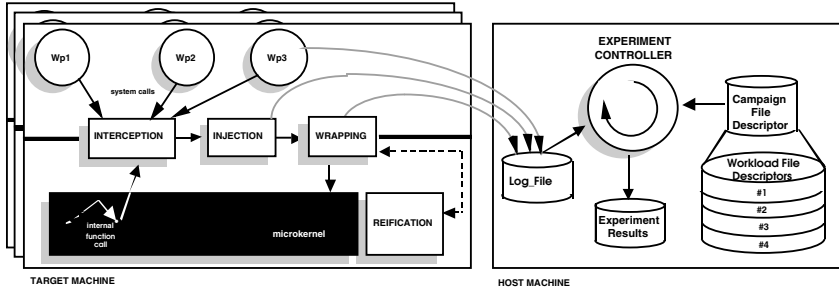 Wp1
Wp2
Wp3
system calls
INTERCEPTION
INJECTION
WRAPPING
internal
function
call
microkernel
REIFICATION
TARGET MACHINE
EXPERIMENT
CONTROLLER
Log_File
Experiment
Results
Campaign
File
Descriptor
Workload File
Descriptors
#1
#2
#3
#4
HOST MACHINE